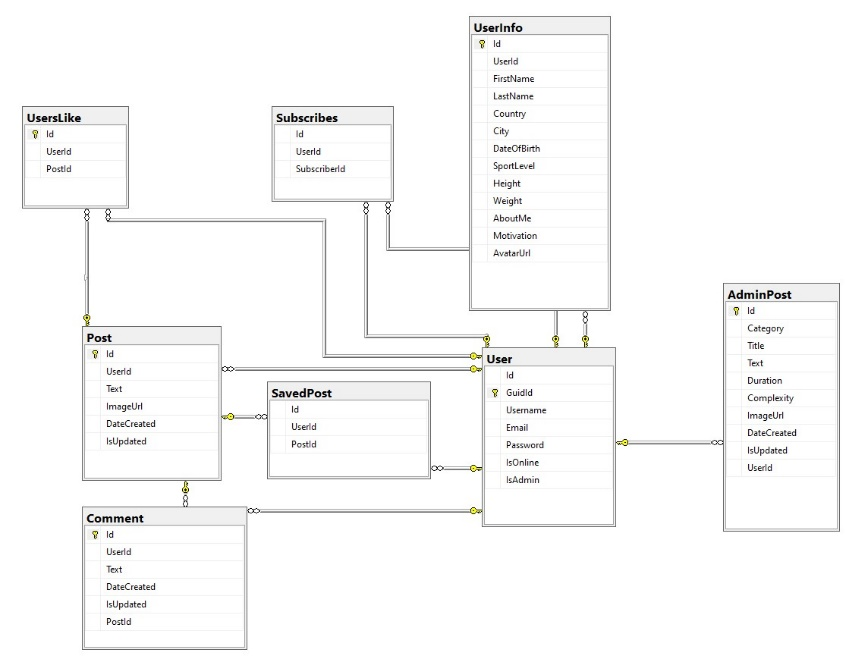 UserInfo
Id
UserId
FirstName
LastName
Country
City
DateOfBirth
SportLevel
Height
Weight
AboutMe
Motivation
AvatarUrl
UsersLike
Id
UserId
PostId
Subscribes
Id
UserId
SubscriberId
AdminPost
Id
Category
Title
Text
Duration
Complexity
ImageUrl
DateCreated
IsUpdated
UserId
Post
Id
UserId
Text
ImageUrl
DateCreated
IsUpdated
SavedPost
Id
UserId
PostId
User
Id
GuidId
Username
Email
Password
IsOnline
IsAdmin
Comment
Id
UserId
Text
DateCreated
IsUpdated
PostId